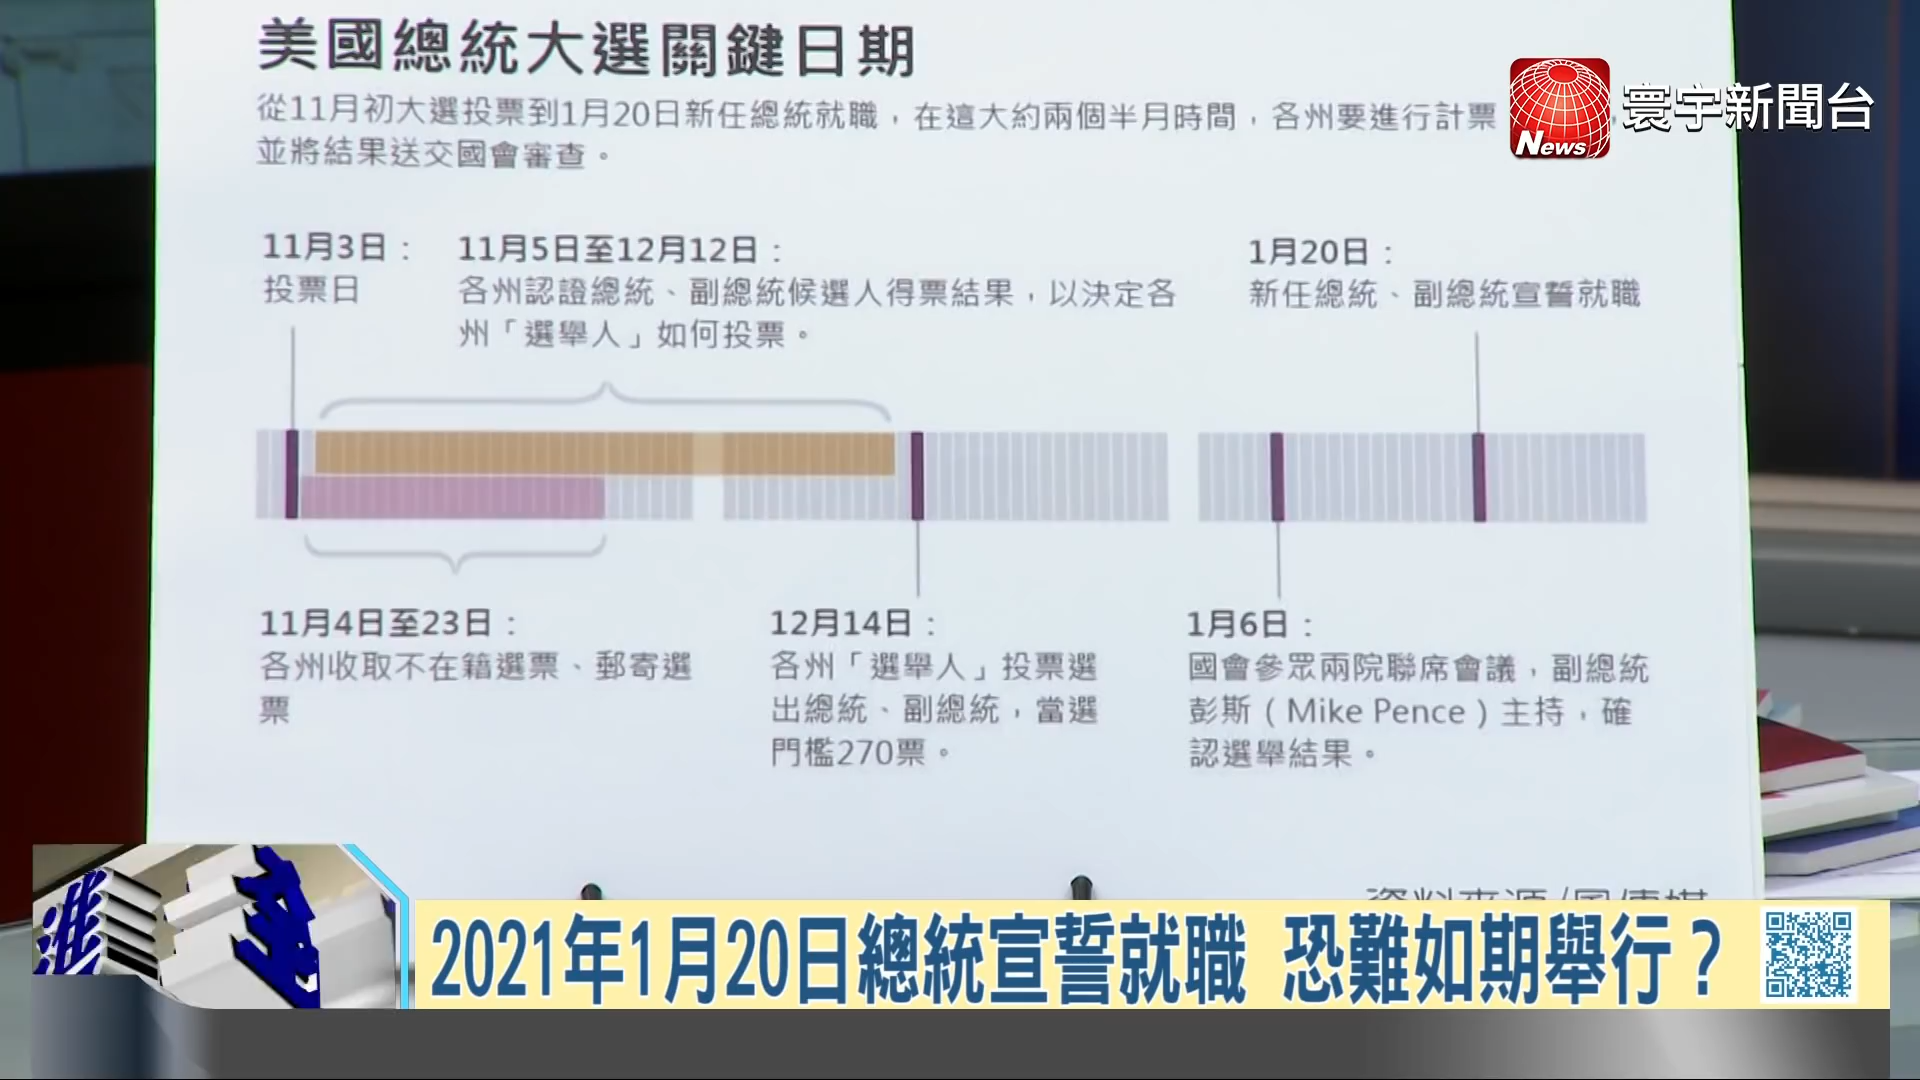 美國總統大選關鍵日期
從11月初大選投票到1月20日新任總統就職，在這大約兩個半月時間，各州要進行計票
並將結果送交國會審查。
News
寰宇新聞台
11月3日：
投票日
11月5日至12月12日：
各州認證總統、副總統候選人得票結果，以決定各
州「選舉人」如何投票。
1月20日：
新任總統、副總統宣誓就職
11月4日至23日：
各州收取不在籍選票、郵寄選
票
12月14日：
各州「選舉人」投票選
出總統、副總統，當選
門檻270票。
1月6日：
國會參眾兩院聯席會議，副總統
彭斯（Mike Pence）主持，確
認選舉結果。
資料來源/風傳媒
2021年1月20日總統宣誓就職 恐難如期舉行？